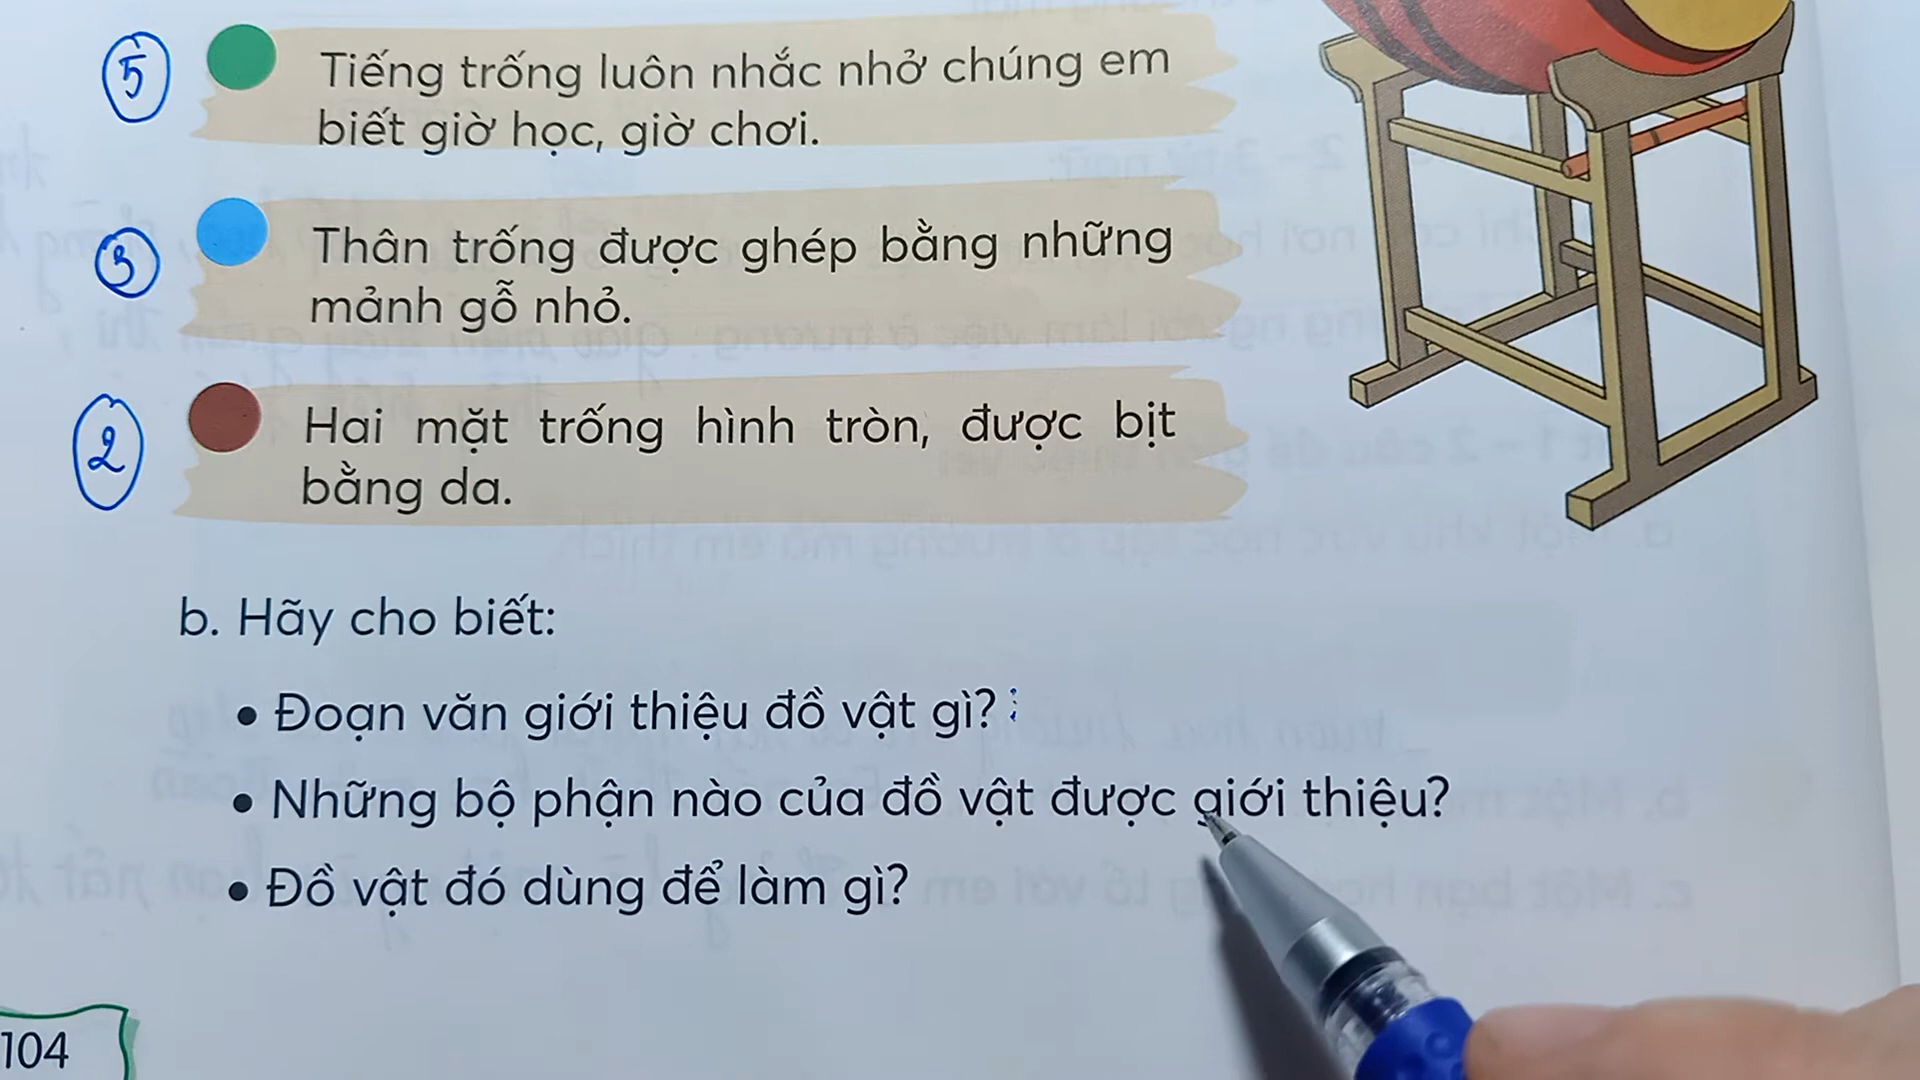 5
Tiếng trống luôn nhắc nhở chúng em
biết giờ học, giờ chơi.
3
Thân trống được ghép bằng những
mảnh gỗ nhỏ.
2
Hai mặt trống hình tròn, được bịt
bằng da.
b. Hãy cho biết:
• Đoạn văn giới thiệu đồ vật gì? :
• Những bộ phận nào của đồ vật được giới thiệu?
• Đồ vật đó dùng để làm gì?
104